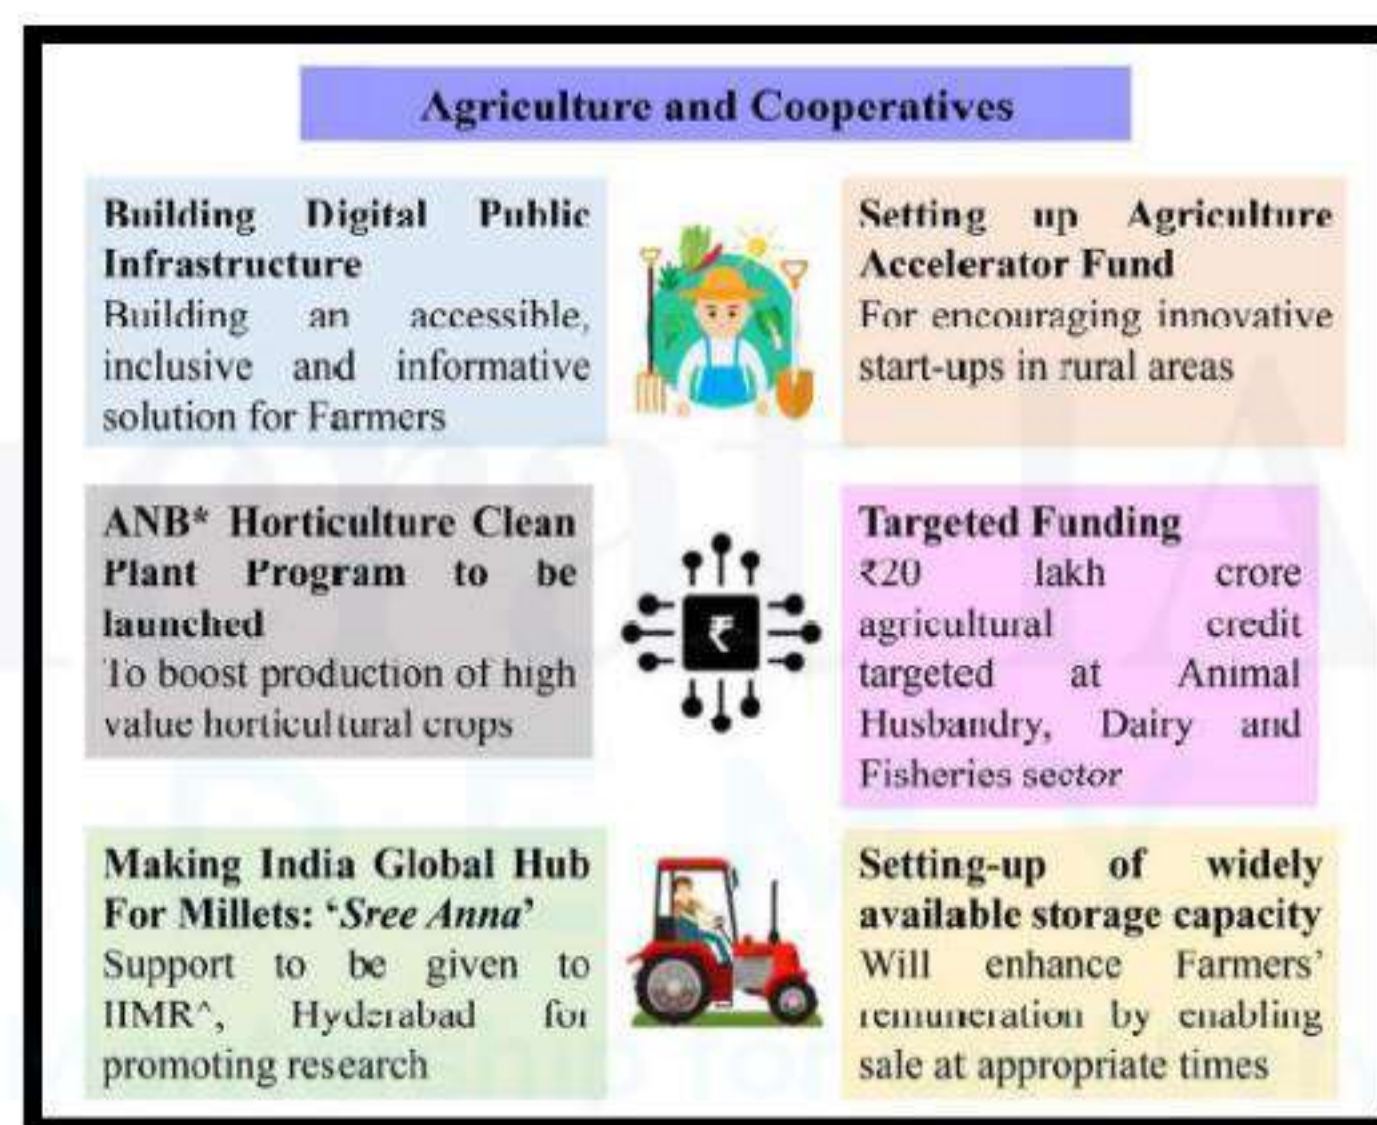 Agriculture and Cooperatives
Building Digital Public
Infrastructure
Building an accessible,
inclusive and informative
solution for Farmers
Setting up Agriculture
Accelerator Fund
For encouraging innovative
start-ups in rural areas
ANB* Horticulture Clean
Plant Program to be
launched
To boost production of high
value horticultural crops
₹
Targeted Funding
₹20 lakh crore
agricultural credit
targeted at Animal
Husbandry, Dairy and
Fisheries sector
Making India Global Hub
For Millets: ‘Sree Anna’
Support to be given to
IIMR^, Hyderabad for
promoting research
Setting-up of widely
available storage capacity
Will enhance Farmers’
remuneration by enabling
sale at appropriate times